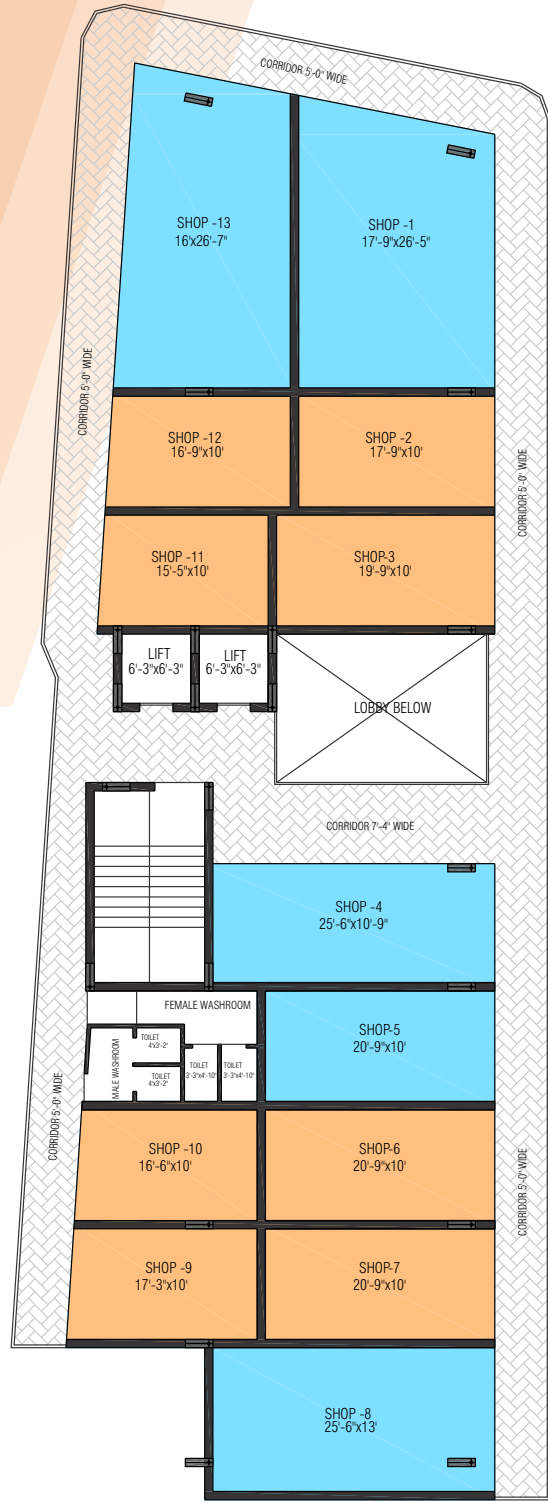 CORRIDOR 5'-0" WIDE
SHOP -13
16'x26'-7"
SHOP -1
17'-9"x26'-5"
CORRIDOR 5'-0" WIDE
SHOP -12
16'-9"x10'
SHOP -2
17'-9"x10'
CORRIDOR 5'-0" WIDE
SHOP -11
15'-5"x10'
SHOP-3
19'-9"x10'
LIFT
6'-3"x6'-3"
LIFT
6'-3"x6'-3"
LOBBY BELOW
CORRIDOR 7'-4" WIDE
SHOP -4
25'-6"x10'-9"
FEMALE WASHROOM
SHOP-5
20'-9"x10'
MALE WASHROOM
TOILET
4'x3'-2"
TOILET
4'x3'-2"
TOILET
3'-3"x4'-10"
TOILET
3'-3"x4'-10"
CORRIDOR 5'-0" WIDE
SHOP -10
16'-6"x10'
SHOP-6
20'-9"x10'
CORRIDOR 5'-0" WIDE
SHOP -9
17'-3"x10'
SHOP-7
20'-9"x10'
SHOP -8
25'-6"x13'